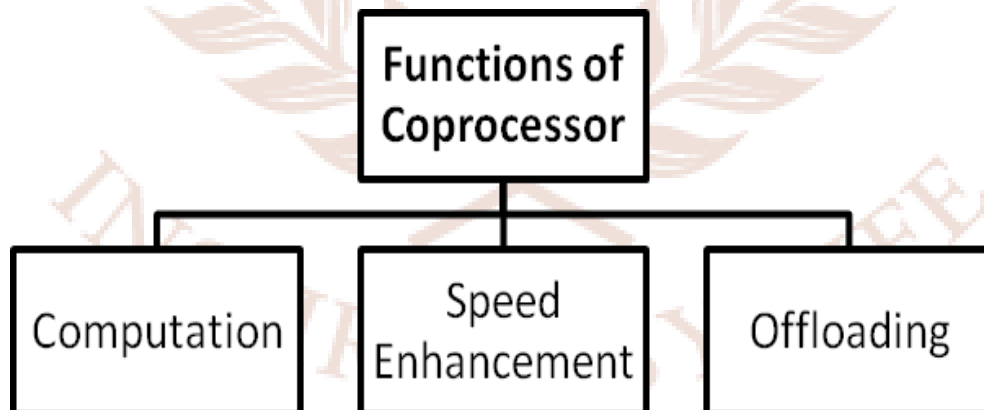 Functions of
Coprocessor
Computation
Speed
Enhancement
Offloading